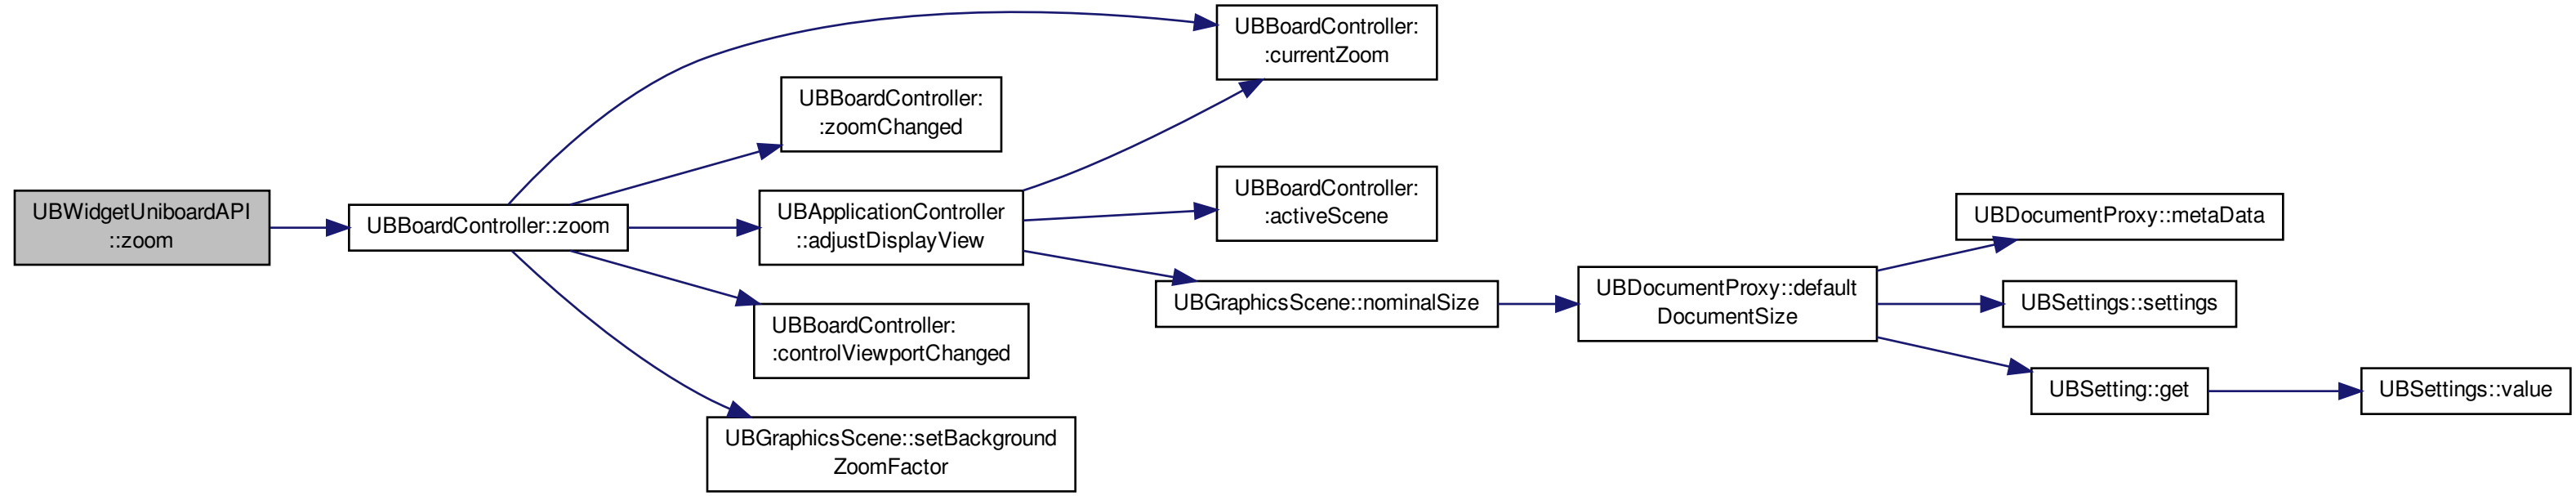 UBWidgetUniboardAPI
::zoom
UBBoardController::zoom
UBBoardController:
:currentZoom
UBBoardController:
:zoomChanged
UBApplicationController
::adjustDisplayView
UBBoardController:
:controlViewportChanged
UBGraphicsScene::setBackground
ZoomFactor
UBBoardController:
:activeScene
UBGraphicsScene::nominalSize
UBDocumentProxy::default
DocumentSize
UBDocumentProxy::metaData
UBSettings::settings
UBSetting::get
UBSettings::value